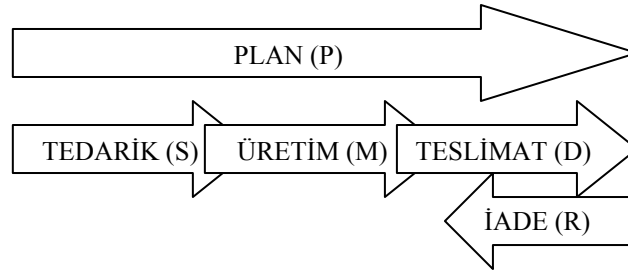 PLAN (P)
TEDARİK (S) ÜRETİM (M) TESLİMAT (D)
İADE (R)